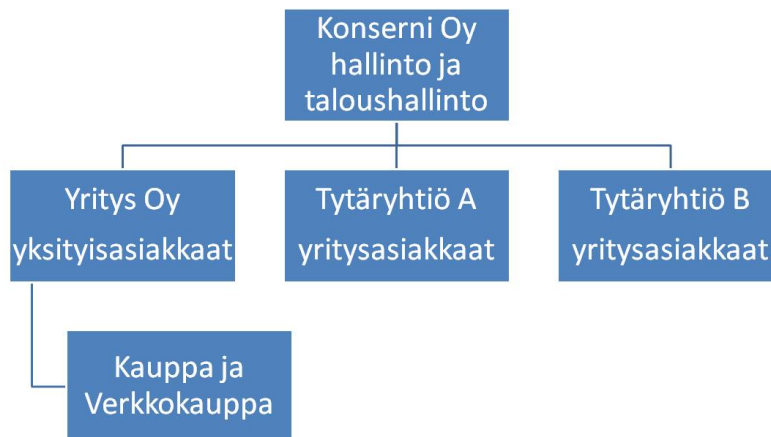 Konserni Oy
hallinto ja
taloushallinto
Yritys Oy
yksityisasiakkaat
Tytäryhtiö A
yritysasiakkaat
Tytäryhtiö B
yritysasiakkaat
Kauppa ja
Verkkokauppa